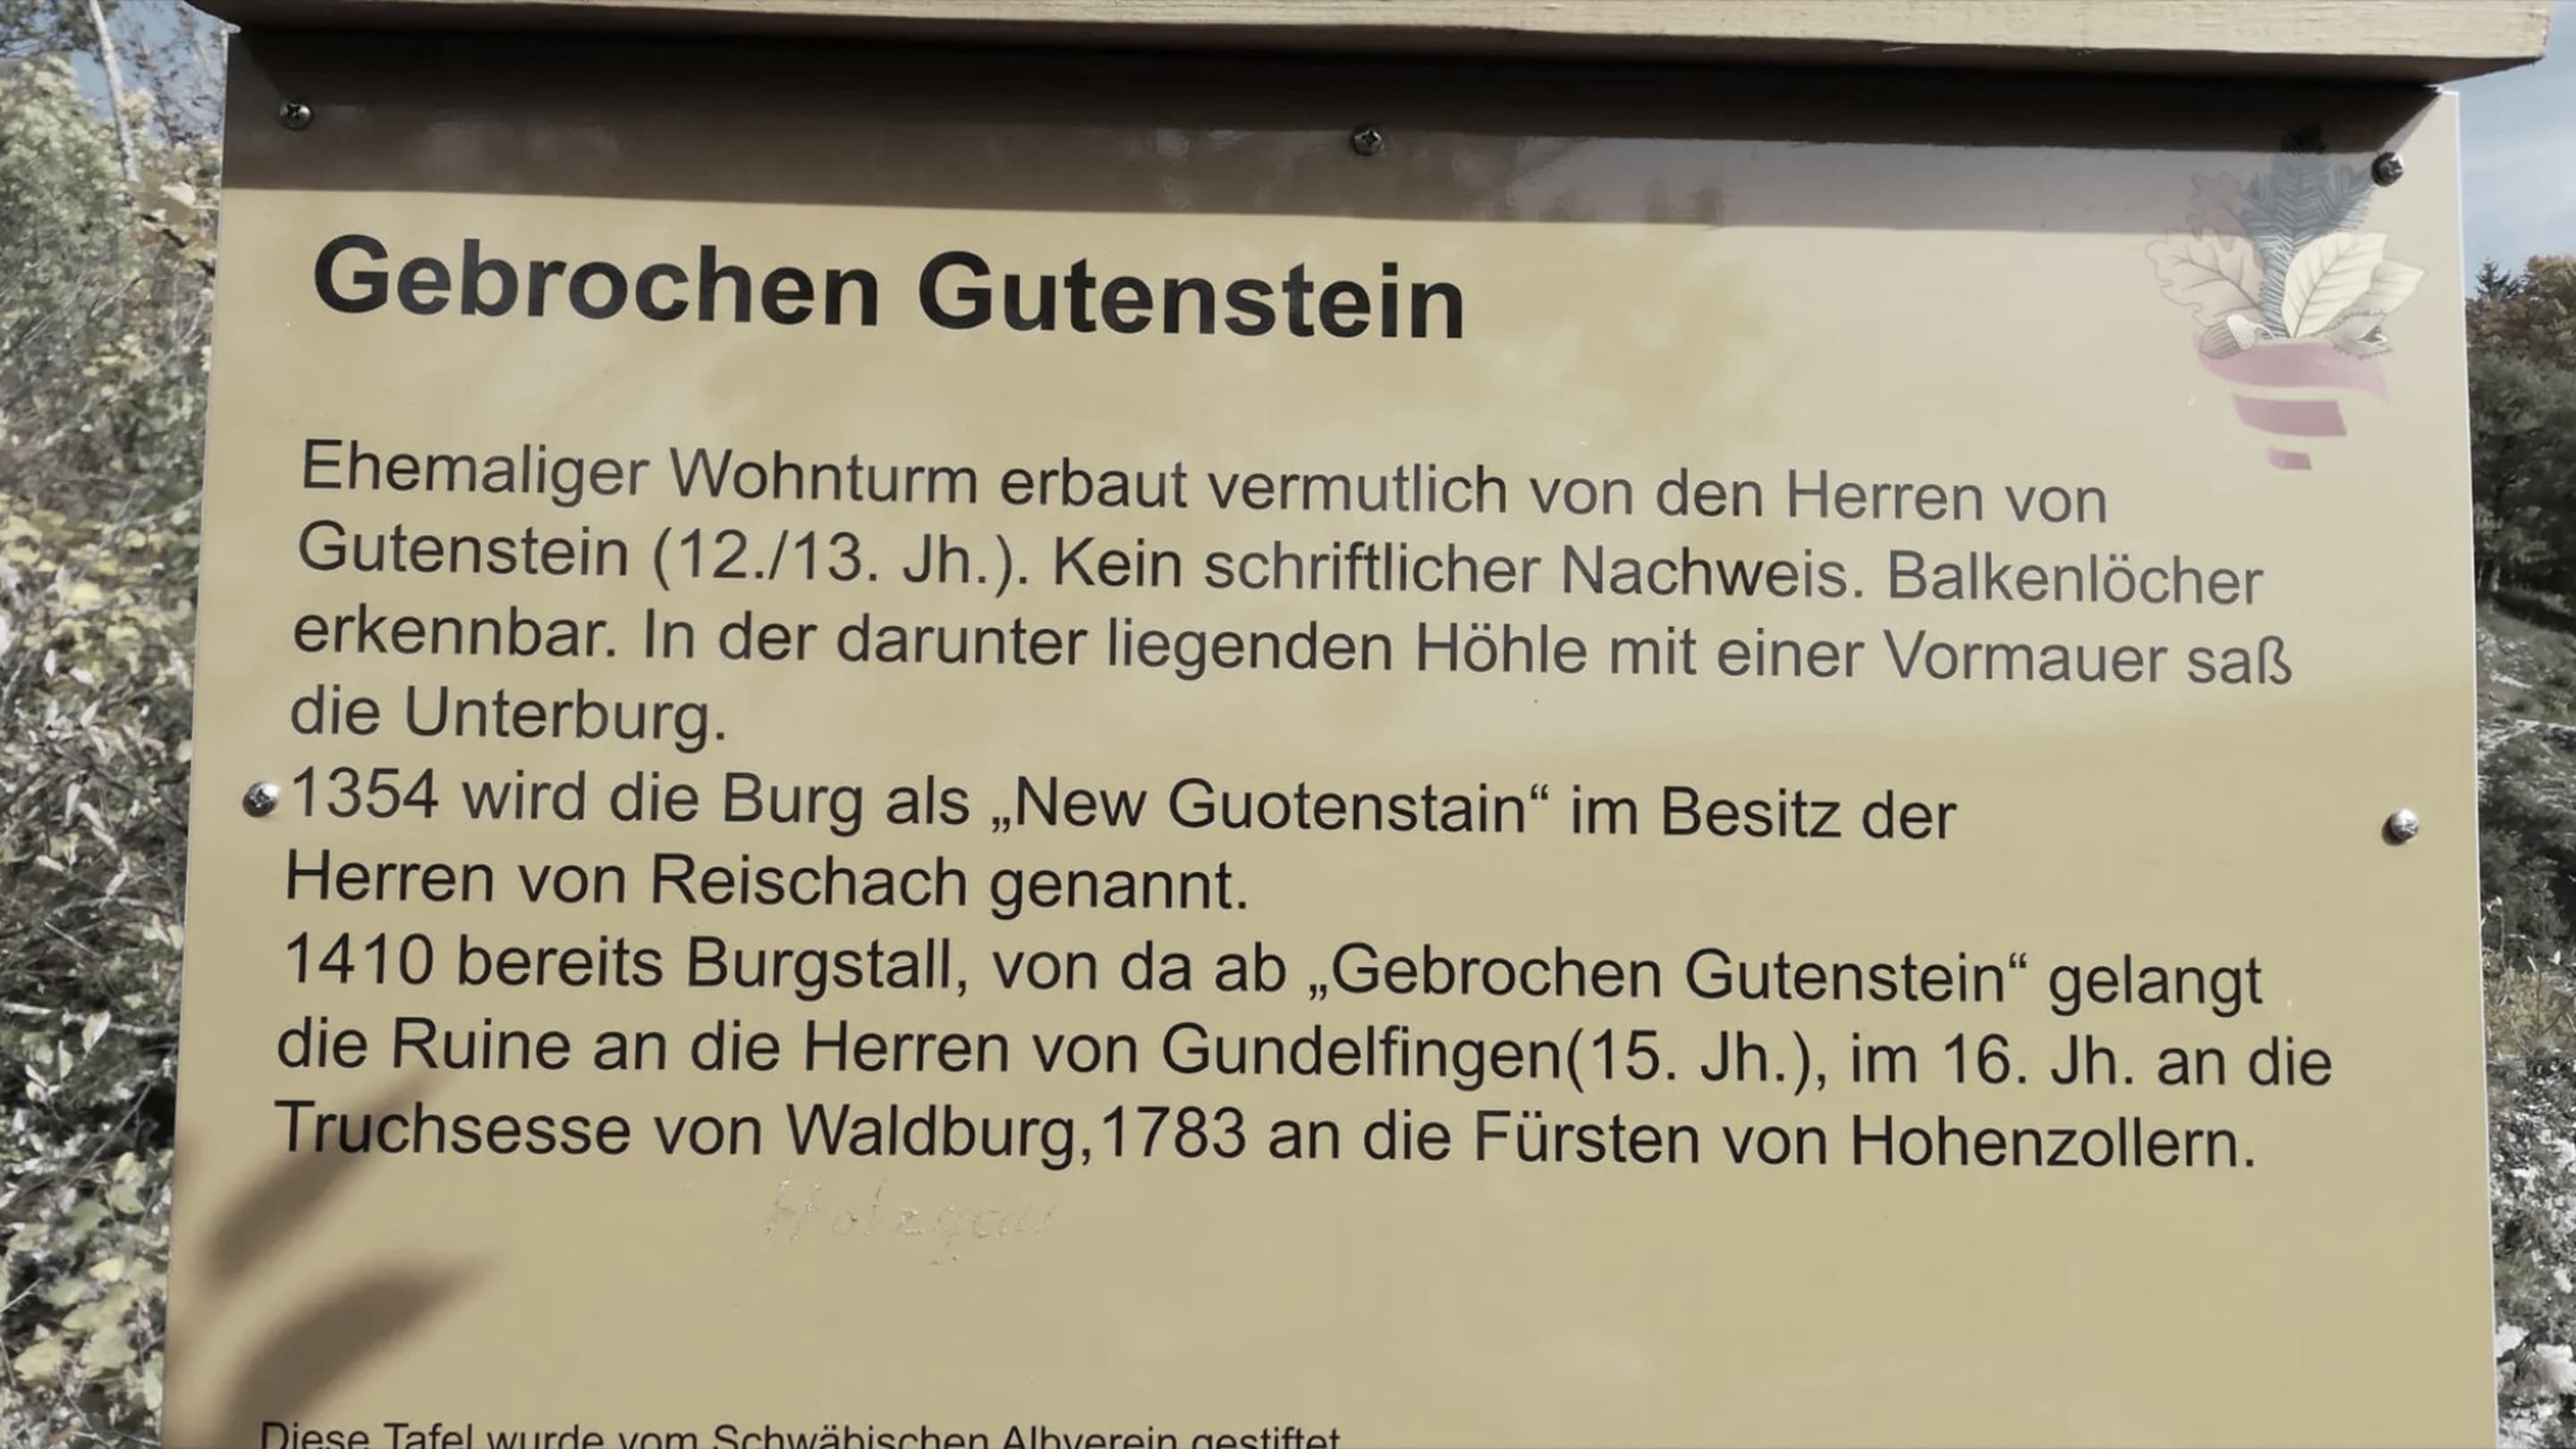 Gebrochen Gutenstein
Ehemaliger Wohnturm erbaut vermutlich von den Herren von
Gutenstein (12./13. Jh.). Kein schriftlicher Nachweis. Balkenlöcher
erkennbar. In der darunter liegenden Höhle mit einer Vormauer saß
die Unterburg.
1354 wird die Burg als „New Guotenstain“ im Besitz der
Herren von Reischach genannt.
1410 bereits Burgstall, von da ab „Gebrochen Gutenstein“ gelangt
die Ruine an die Herren von Gundelfingen(15. Jh.), im 16. Jh. an die
Truchsesse von Waldburg,1783 an die Fürsten von Hohenzollern.
Diese Tafel wurde vom Schwäbischen Albverein gestiftet